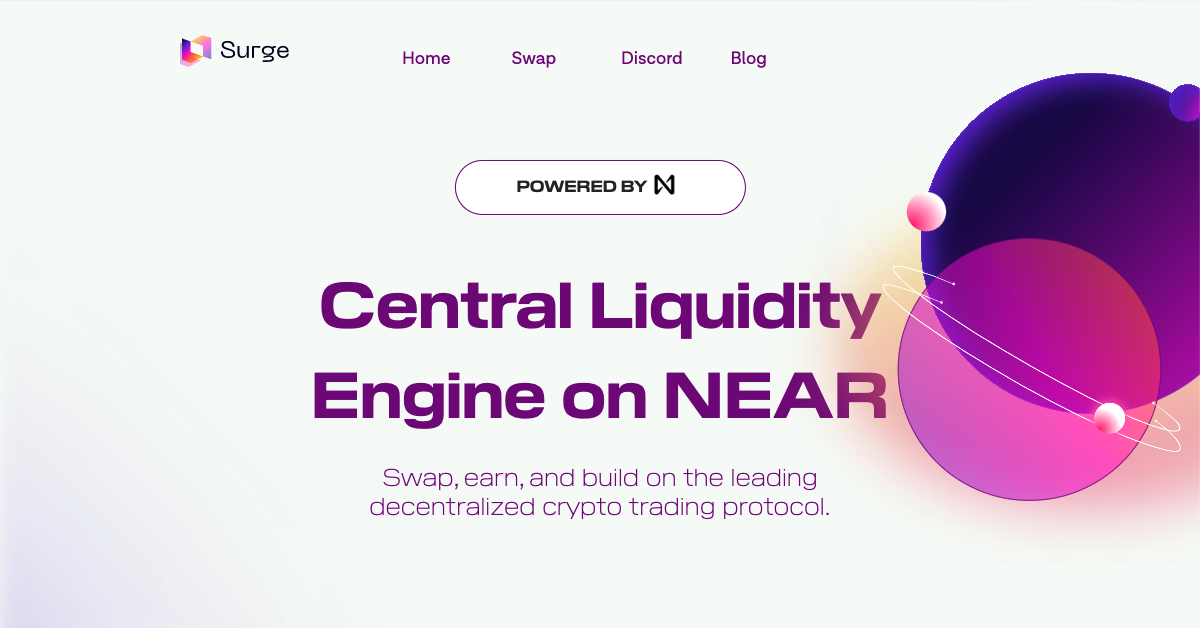 Surge
Home Swap Discord Blog
POWERED BY
Central Liquidity
Engine on NEAR
Swap, earn, and build on the leading
decentralized crypto trading protocol.